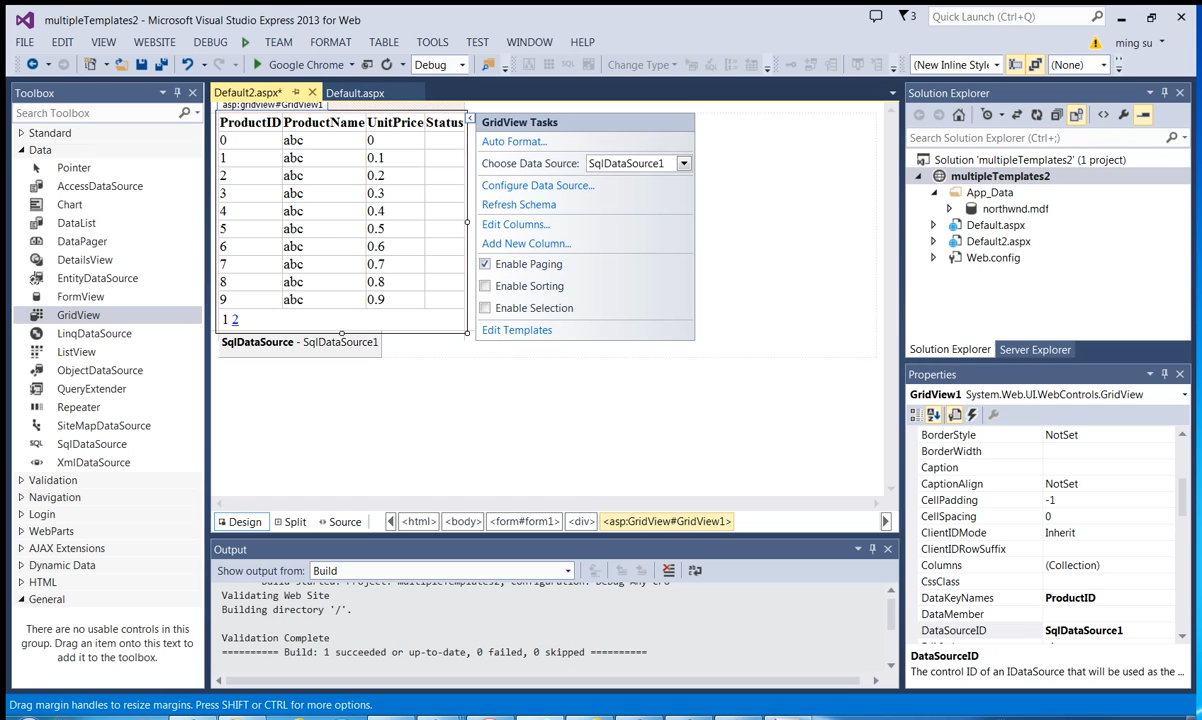 multipleTemplates2 - Microsoft Visual Studio Express 2013 for Web
3
Quick Launch (Ctrl+Q)
FILE EDIT VIEW WEBSITE DEBUG TEAM FORMAT TABLE TOOLS TEST WINDOW HELP
ming su
Google Chrome Debug Change Type (New Inline Style (None)
Toolbox
Search Toolbox
Standard
Data
Pointer
AccessDataSource
Chart
DataList
DataPager
DetailsView
EntityDataSource
FormView
GridView
LinqDataSource
ListView
ObjectDataSource
QueryExtender
Repeater
SiteMapDataSource
SqlDataSource
XmlDataSource
Validation
Navigation
Login
WebParts
AJAX Extensions
Dynamic Data
HTML
General
There are no usable controls in this
group. Drag an item onto this text to
add it to the toolbox.
Default2.aspx* Default.aspx
asp:gridview#GridView1
ProductID ProductName UnitPrice Status
0 abc 0
1 abc 0.1
2 abc 0.2
3 abc 0.3
4 abc 0.4
5 abc 0.5
6 abc 0.6
7 abc 0.7
8 abc 0.8
9 abc 0.9
1 2
SqlDataSource - SqlDataSource1
GridView Tasks
Auto Format...
Choose Data Source: SqlDataSource1
Configure Data Source...
Refresh Schema
Edit Columns...
Add New Column...
Enable Paging
Enable Sorting
Enable Selection
Edit Templates
Design Split Source <html> <body> <form#form1> <div> <asp:GridView#GridView1>
Output
Show output from: Build
Validating Web Site
Building directory '/'.
Validation Complete
========== Build: 1 succeeded or up-to-date, 0 failed, 0 skipped ==========
Solution Explorer
Search Solution Explorer (Ctrl+;)
Solution 'multipleTemplates2' (1 project)
multipleTemplates2
App_Data
northwnd.mdf
Default.aspx
Default2.aspx
Web.config
Solution Explorer Server Explorer
Properties
GridView1 System.Web.UI.WebControls.GridView
BorderStyle NotSet
BorderWidth
Caption
CaptionAlign NotSet
CellPadding -1
CellSpacing 0
ClientIDMode Inherit
ClientIDRowSuffix
Columns (Collection)
CssClass
DataKeyNames ProductID
DataMember
DataSourceID SqlDataSource1
DataSourceID
The control ID of an IDataSource that will be used as the ...
Drag margin handles to resize margins. Press SHIFT or CTRL for more options.